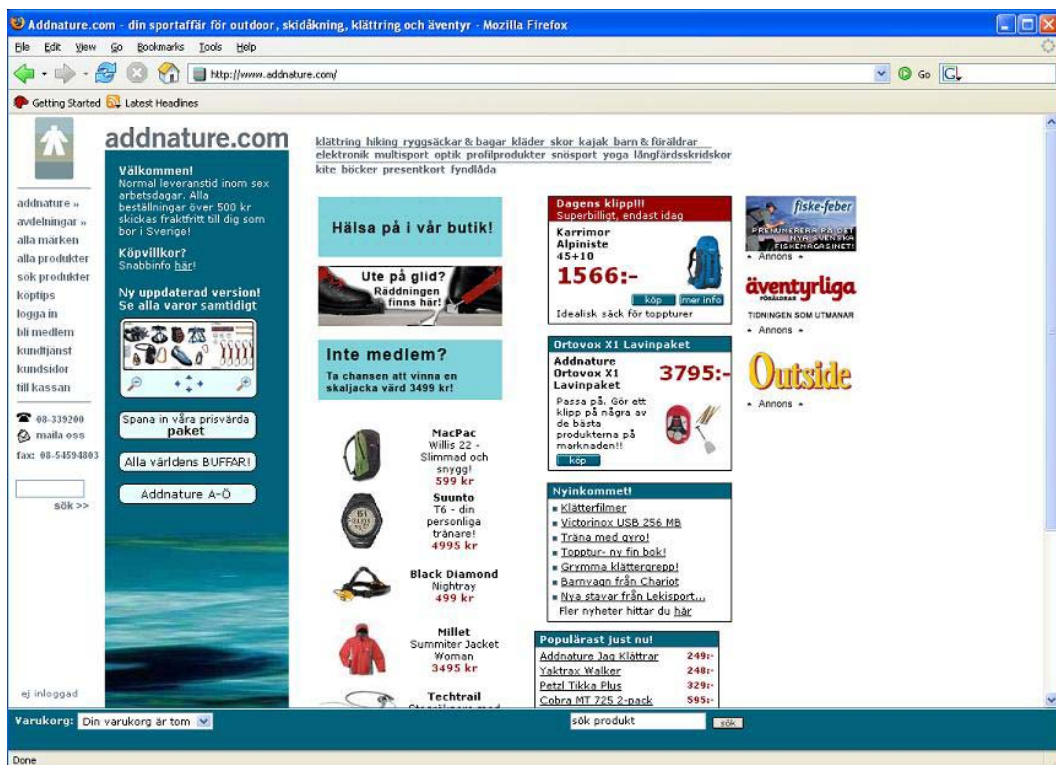 Addnature.com - din sportaffär för outdoor, skidåkning, klättring och äventyr - Mozilla Firefox
File Edit View Go Bookmarks Tools Help
http://www.addnature.com/
Go
G
Getting Started
Latest Headlines
addnature »
avdelningar »
alla märken
alla produkter
sök produkter
köptips
logga in
bli medlem
kundtjänst
kundsidor
till kassan
08-339200
maila oss
fax: 08-54594803
sök >>
ej inloggad
addnature.com
Välkommen!
Normal leveranstid inom sex
arbetsdagar. Alla
beställningar över 500 kr
skickas fraktfritt till dig som
bor i Sverige!
Köpvillkor?
Snabbinfo här!
Ny uppdaterad version!
Se alla varor samtidigt
Spana in våra prisvärda
paket
Alla världens BUFFAR!
Addnature A-Ö
klättring hiking ryggsäckar & bagar kläder skor kajak barn & föräldrar
elektronik multisport optik profilprodukter snösport yoga långfärdsskridskor
kite böcker presentkort fyndlåda
Hälsa på i vår butik!
Ute på glid?
Räddningen
finns här!
Inte medlem?
Ta chansen att vinna en
skaljacka värd 3499 kr!
MacPac
Willis 22 -
Slimmad och
snygg!
599 kr
Suunto
T6 - din
personliga
tränare!
4995 kr
Black Diamond
Nightray
499 kr
Millet
Summiter Jacket
Woman
3495 kr
Techtrail
Dagens klipp!!!
Superbilligt, endast idag
Karrimor
Alpiniste
45+10
1566:-
köp
mer info
Idealisk säck för toppturer
Ortovox X1 Lavinpaket
Addnature
Ortovox X1
Lavinpaket
3795:-
Passa på. Gör ett
klipp på några av
de bästa
produkterna på
marknaden!!
köp
Nyinkommet!
Klätterfilmer
Victorinox USB 256 MB
Träna med gyro!
Topptur- ny fin bok!
Grymma klättergrepp!
Barnvagn från Chariot
Nya stavar från Lekisport...
Fler nyheter hittar du här
Populärast just nu!
Addnature Jag Klättrar 249:-
Yaktrax Walker 248:-
Petzl Tikka Plus 329:-
Cobra MT 725 2-pack 595:-
fiske-feber
PRENUMERERA PÅ DET
NYA SVENSKA
FISKEMAGASINET!
Annons
äventyrliga
FÖRÄLDRAR
TIDNINGEN SOM UTMANAR
Annons
Outside
Annons
Varukorg: Din varukorg är tom
sök produkt
sök
Done